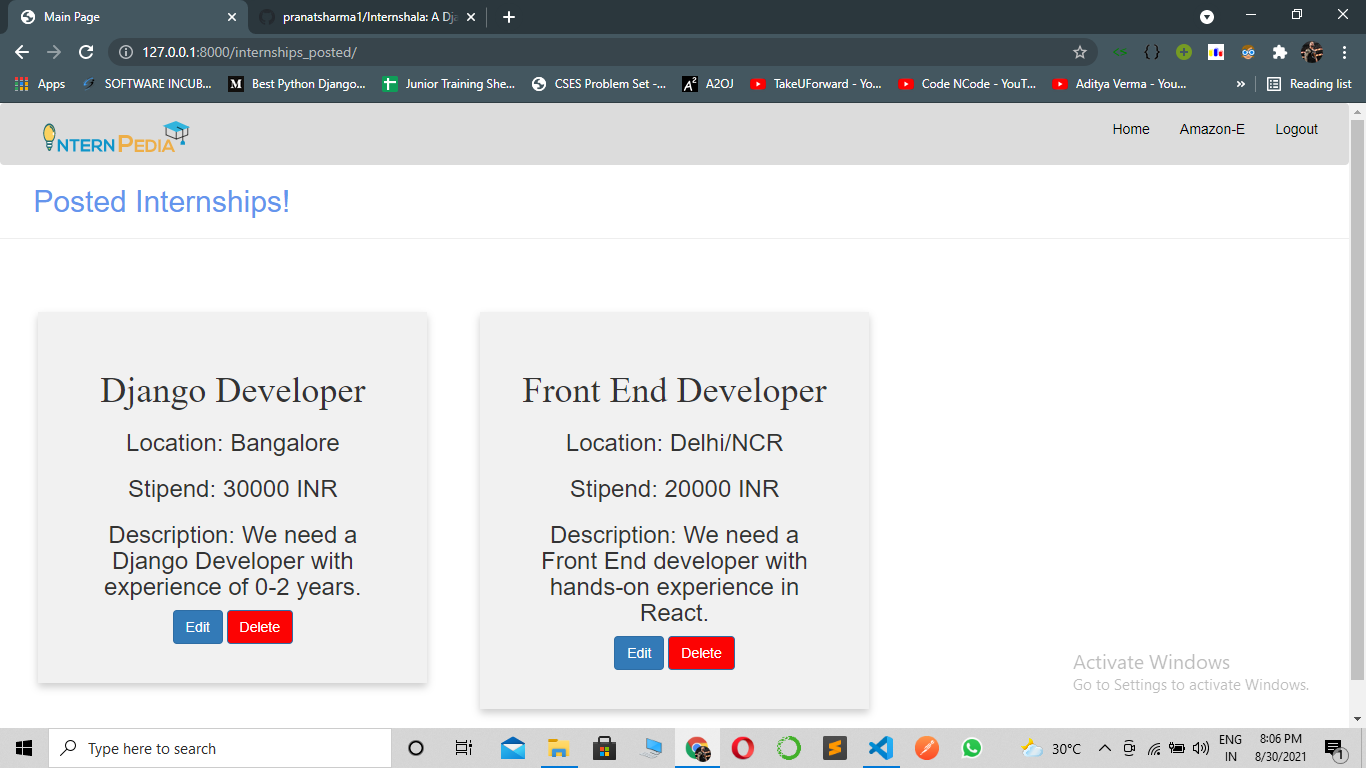 Main Page
pranatsharma1/Internshala: A Dja
127.0.0.1:8000/internships_posted/
Apps
SOFTWARE INCUB...
M Best Python Django...
Junior Training She...
CSES Problem Set -...
A2 A2OJ
TakeUForward - Yo...
Code NCode - YouT...
Aditya Verma - You...
»
Reading list
NTERN PEDIA
Home
Amazon-E
Logout
Posted Internships!
Django Developer
Location: Bangalore
Stipend: 30000 INR
Description: We need a
Django Developer with
experience of 0-2 years.
Edit Delete
Front End Developer
Location: Delhi/NCR
Stipend: 20000 INR
Description: We need a
Front End developer with
hands-on experience in
React.
Edit Delete
Activate Windows
Go to Settings to activate Windows.
Type here to search
30°C
ENG
IN
8:06 PM
8/30/2021
1